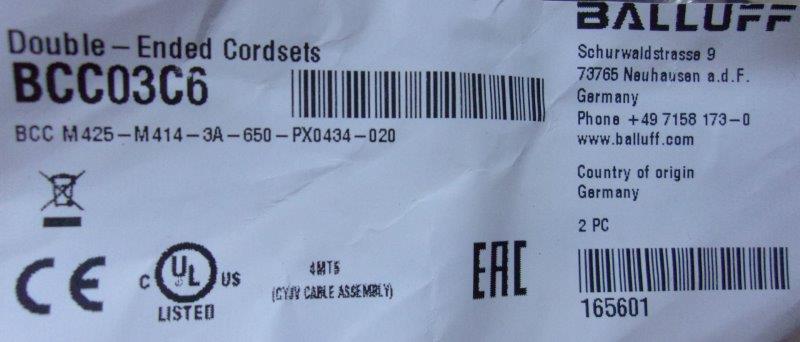 Double-Ended Cordsets
BCC03C6
BCC M425-M414-3A-650-PX0434-020
CE
C UL US
LISTED
4MT5
(CYJV CABLE ASSEMBLY)
EAC
BALLUFF
Schurwaldstrasse 9
73765 Neuhausen a.d.F.
Germany
Phone +49 7158 173-0
www.balluff.com
Country of origin
Germany
2 PC
165601